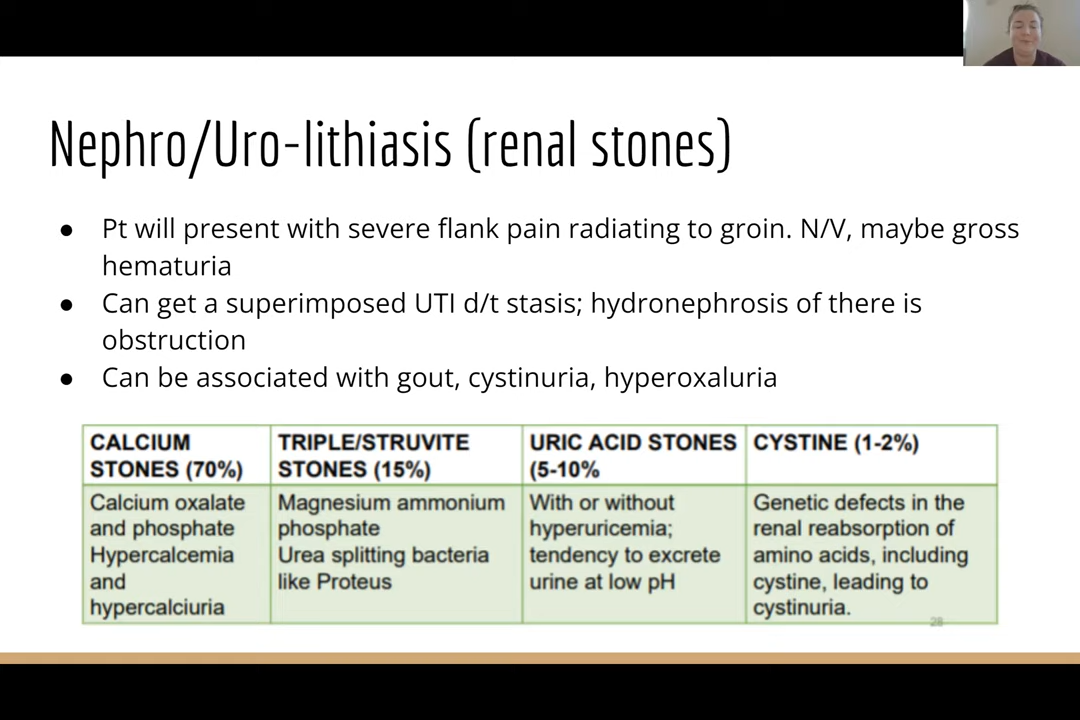 Nephro/Uro-lithiasis (renal stones)
● Pt will present with severe flank pain radiating to groin. N/V, maybe gross
hematuria
● Can get a superimposed UTI d/t stasis; hydronephrosis of there is
obstruction
● Can be associated with gout, cystinuria, hyperoxaluria
CALCIUM
STONES (70%)
TRIPLE/STRUVITE
STONES (15%)
URIC ACID STONES
(5-10%
CYSTINE (1-2%)
Calcium oxalate
and phosphate
Hypercalcemia
and
hypercalciuria
Magnesium ammonium
phosphate
Urea splitting bacteria
like Proteus
With or without
hyperuricemia;
tendency to excrete
urine at low pH
Genetic defects in the
renal reabsorption of
amino acids, including
cystine, leading to
cystinuria.
28